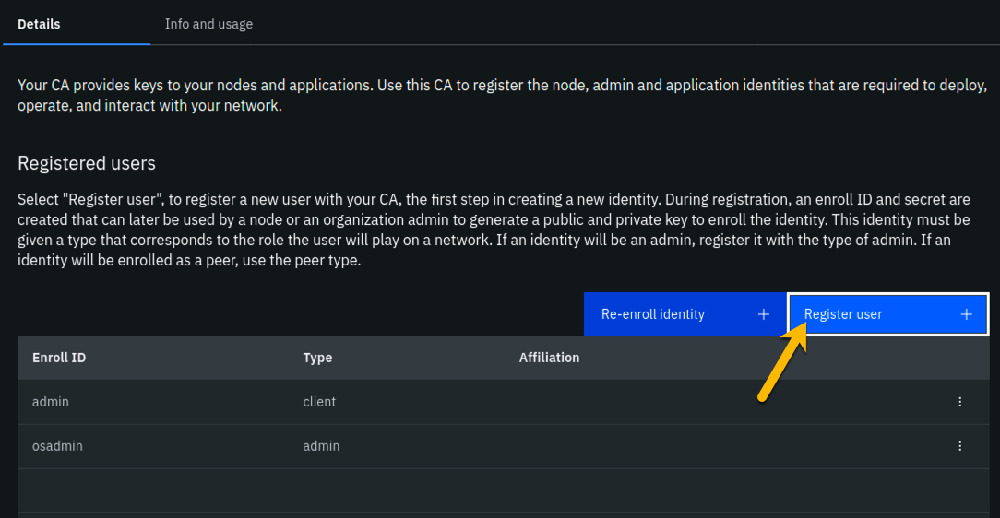 Details
Info and usage
Your CA provides keys to your nodes and applications. Use this CA to register the node, admin and application identities that are required to deploy,
operate, and interact with your network.
Registered users
Select "Register user", to register a new user with your CA, the first step in creating a new identity. During registration, an enroll ID and secret are
created that can later be used by a node or an organization admin to generate a public and private key to enroll the identity. This identity must be
given a type that corresponds to the role the user will play on a network. If an identity will be an admin, register it with the type of admin. If an
identity will be enrolled as a peer, use the peer type.
Re-enroll identity
Register user
Enroll ID Type Affiliation
admin client
osadmin admin